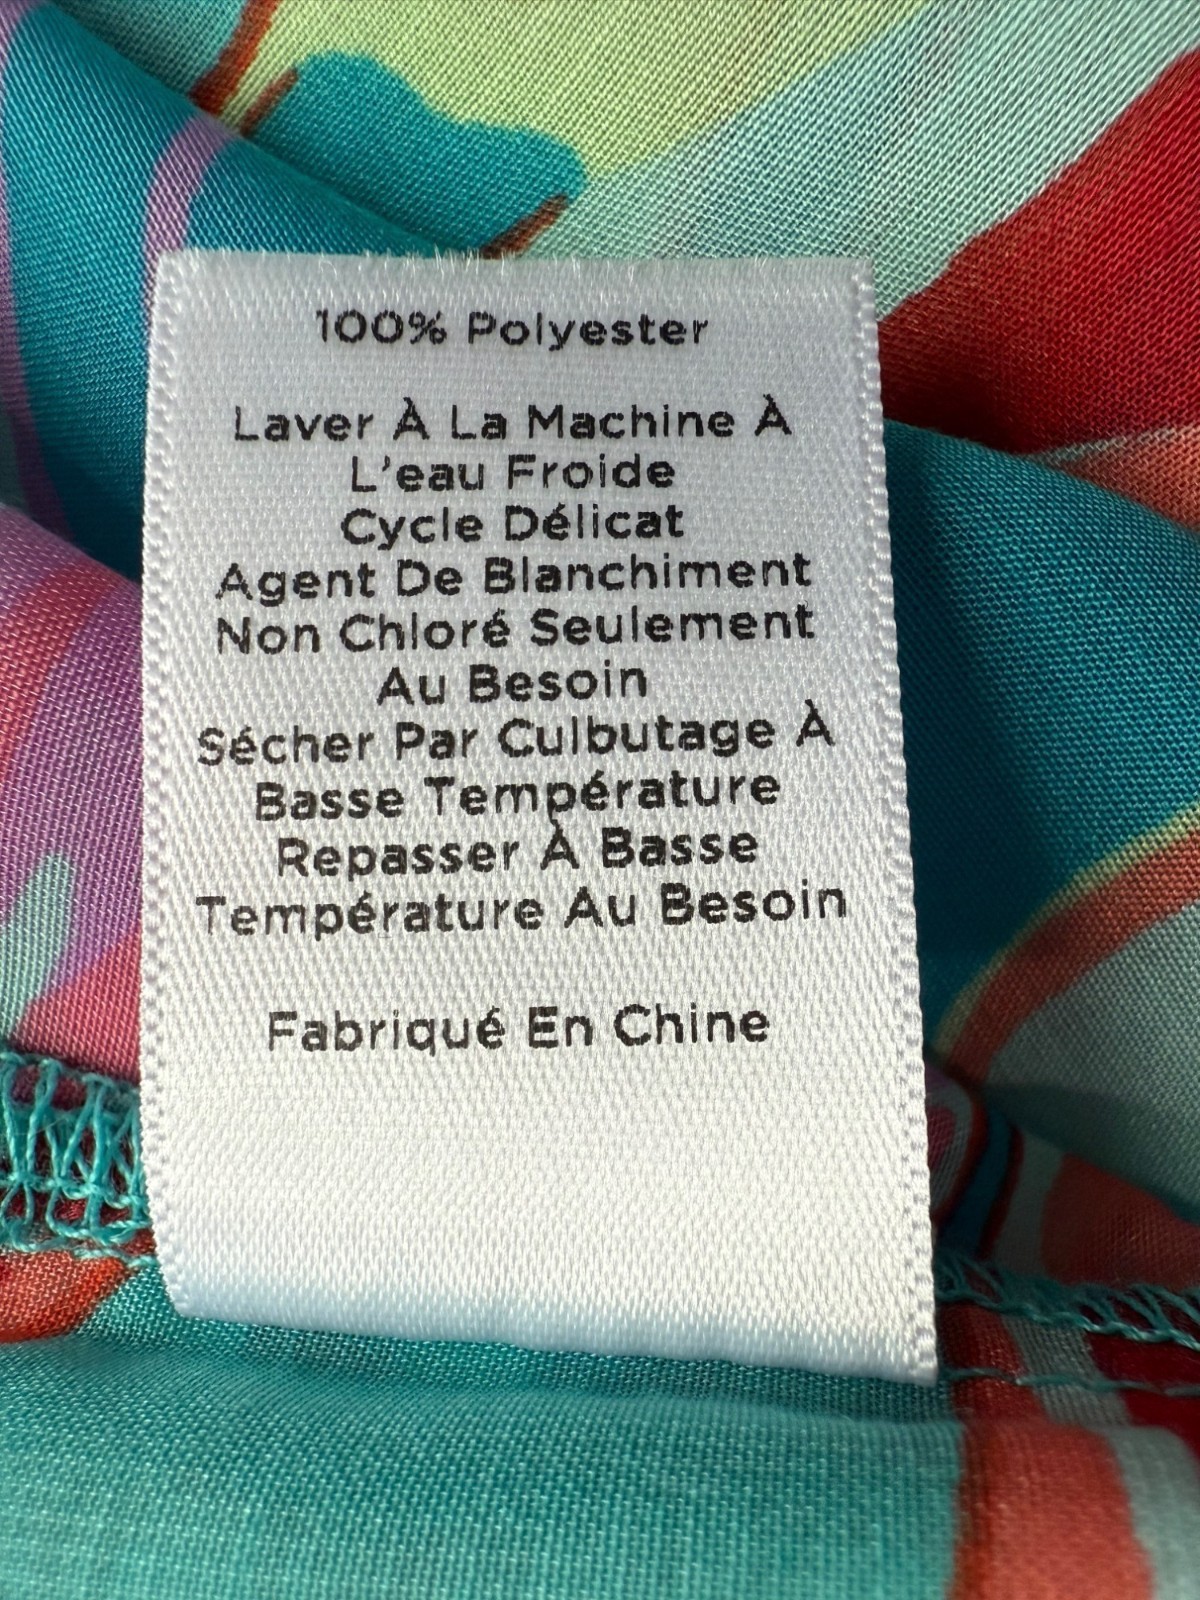 100% Polyester
Laver À La Machine À
L'eau Froide
Cycle Délicat
Agent De Blanchiment
Non Chloré Seulement
Au Besoin
Sécher Par Culbutage À
Basse Température
Repasser À Basse
Température Au Besoin
Fabriqué En Chine